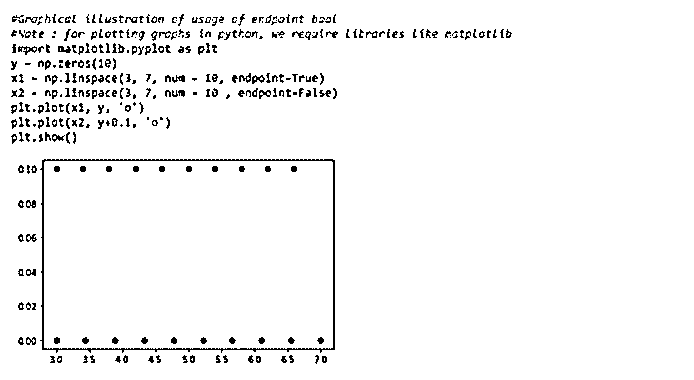 #Graphical illustration of usage of endpoint bool
#Note : for plotting graphs in python, we require libraries like matplotlib
import matplotlib.pyplot as plt
y = np.zeros(10)
x1 = np.linspace(3, 7, num = 10, endpoint=True)
x2 = np.linspace(3, 7, num = 10 , endpoint=False)
plt.plot(x1, y, 'o')
plt.plot(x2, y+0.1, 'o')
plt.show()
0.10
0.08
0.06
0.04
0.02
0.00
3.0 3.5 4.0 4.5 5.0 5.5 6.0 6.5 7.0